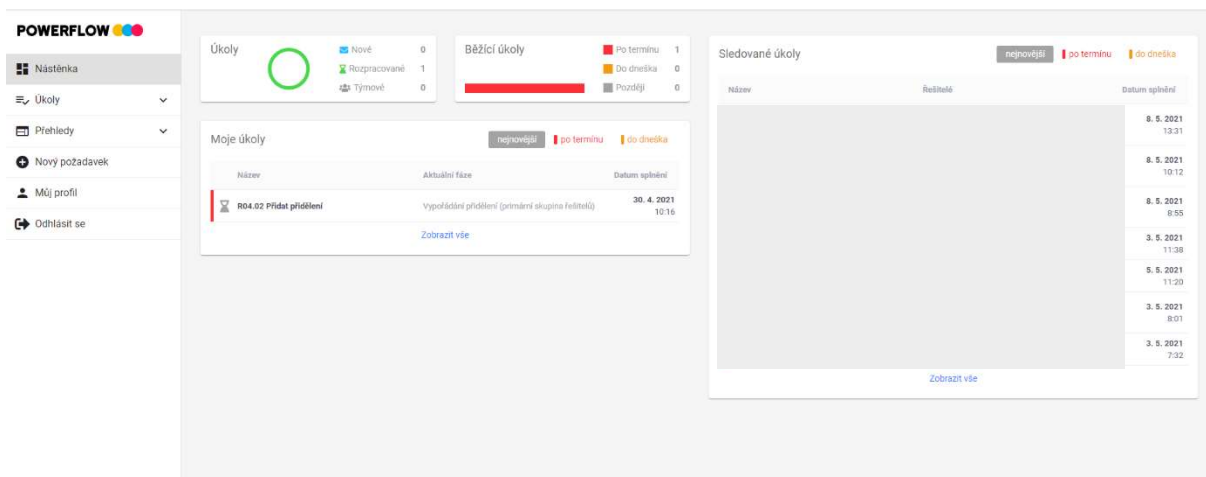 POWERFLOW
Nástěnka
Úkoly
Přehledy
Nový požadavek
Můj profil
Odhlásit se
Úkoly
Nové 0
Rozpracované 1
Týmové 0
Běžící úkoly
Po termínu 1
Do dneška 0
Později 0
Moje úkoly
nejnovější po termínu do dneška
Název Aktuální fáze Datum splnění
R04.02 Přidat přidělení Vypořádání přidělení (primární skupina řešitelů) 30. 4. 2021
10:16
Zobrazit vše
Sledované úkoly
nejnovější po termínu do dneška
Název Řešitelé Datum splnění
8. 5. 2021
13:31
8. 5. 2021
10:12
8. 5. 2021
8:55
3. 5. 2021
11:38
5. 5. 2021
11:20
3. 5. 2021
8:01
3. 5. 2021
7:32
Zobrazit vše